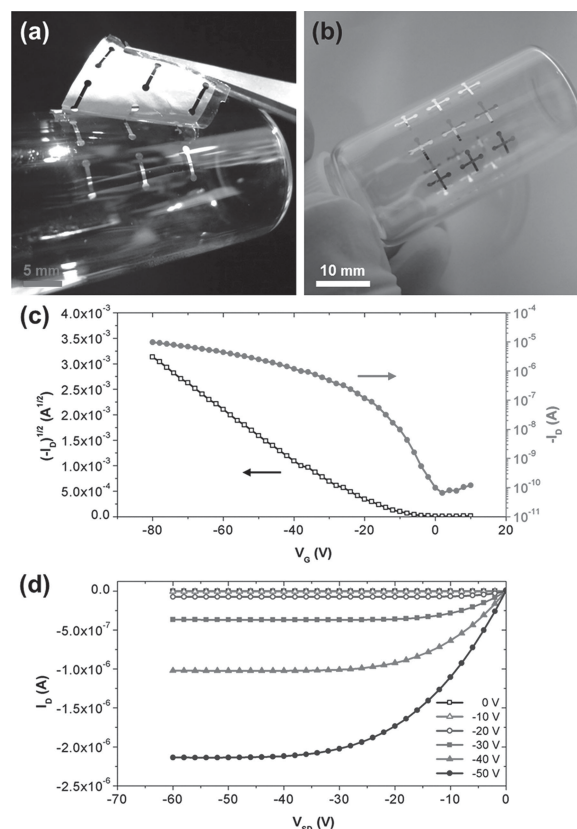 (a)
(b)
5 mm
10 mm
(c)
4.0x10⁻³
3.5x10⁻³
3.0x10⁻³
2.5x10⁻³
2.0x10⁻³
1.5x10⁻³
1.0x10⁻³
5.0x10⁻⁴
0.0
(-I_D)^1/2 (A^1/2)
10⁻⁴
10⁻⁵
10⁻⁶
10⁻⁷
10⁻⁸
10⁻⁹
10⁻¹⁰
10⁻¹¹
-I_D (A)
-80 -60 -40 -20 0 20
V_G (V)
(d)
0.0
-5.0x10⁻⁷
-1.0x10⁻⁶
-1.5x10⁻⁶
-2.0x10⁻⁶
-2.5x10⁻⁶
I_D (A)
0 V
-10 V
-20 V
-30 V
-40 V
-50 V
-70 -60 -50 -40 -30 -20 -10 0
V_SD (V)